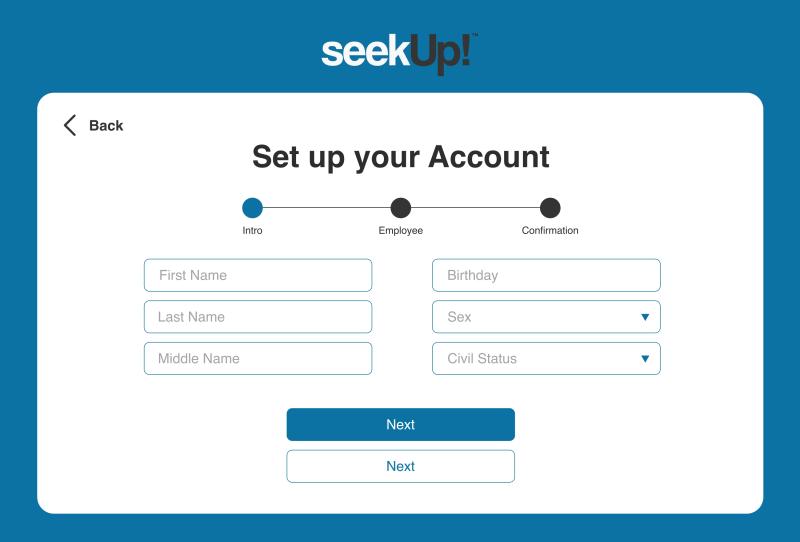 seekUp!™
Back
Set up your Account
Intro
Employee
Confirmation
First Name
Birthday
Last Name
Sex
Middle Name
Civil Status
Next
Next